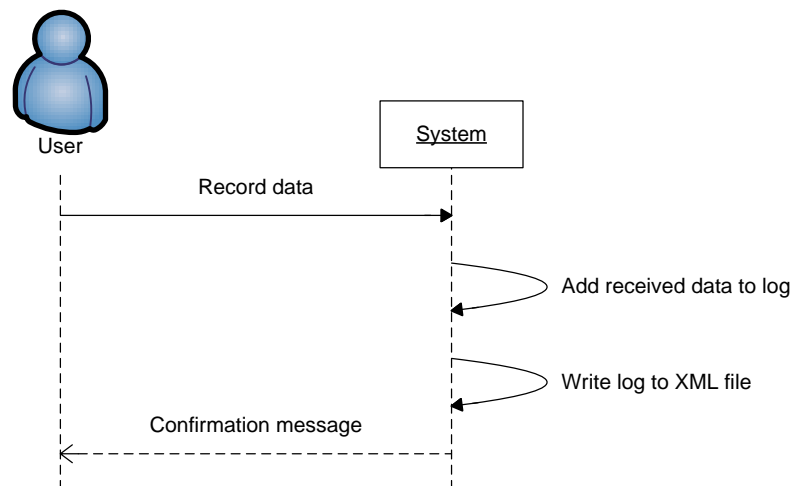 User
System
Record data
Add received data to log
Write log to XML file
Confirmation message